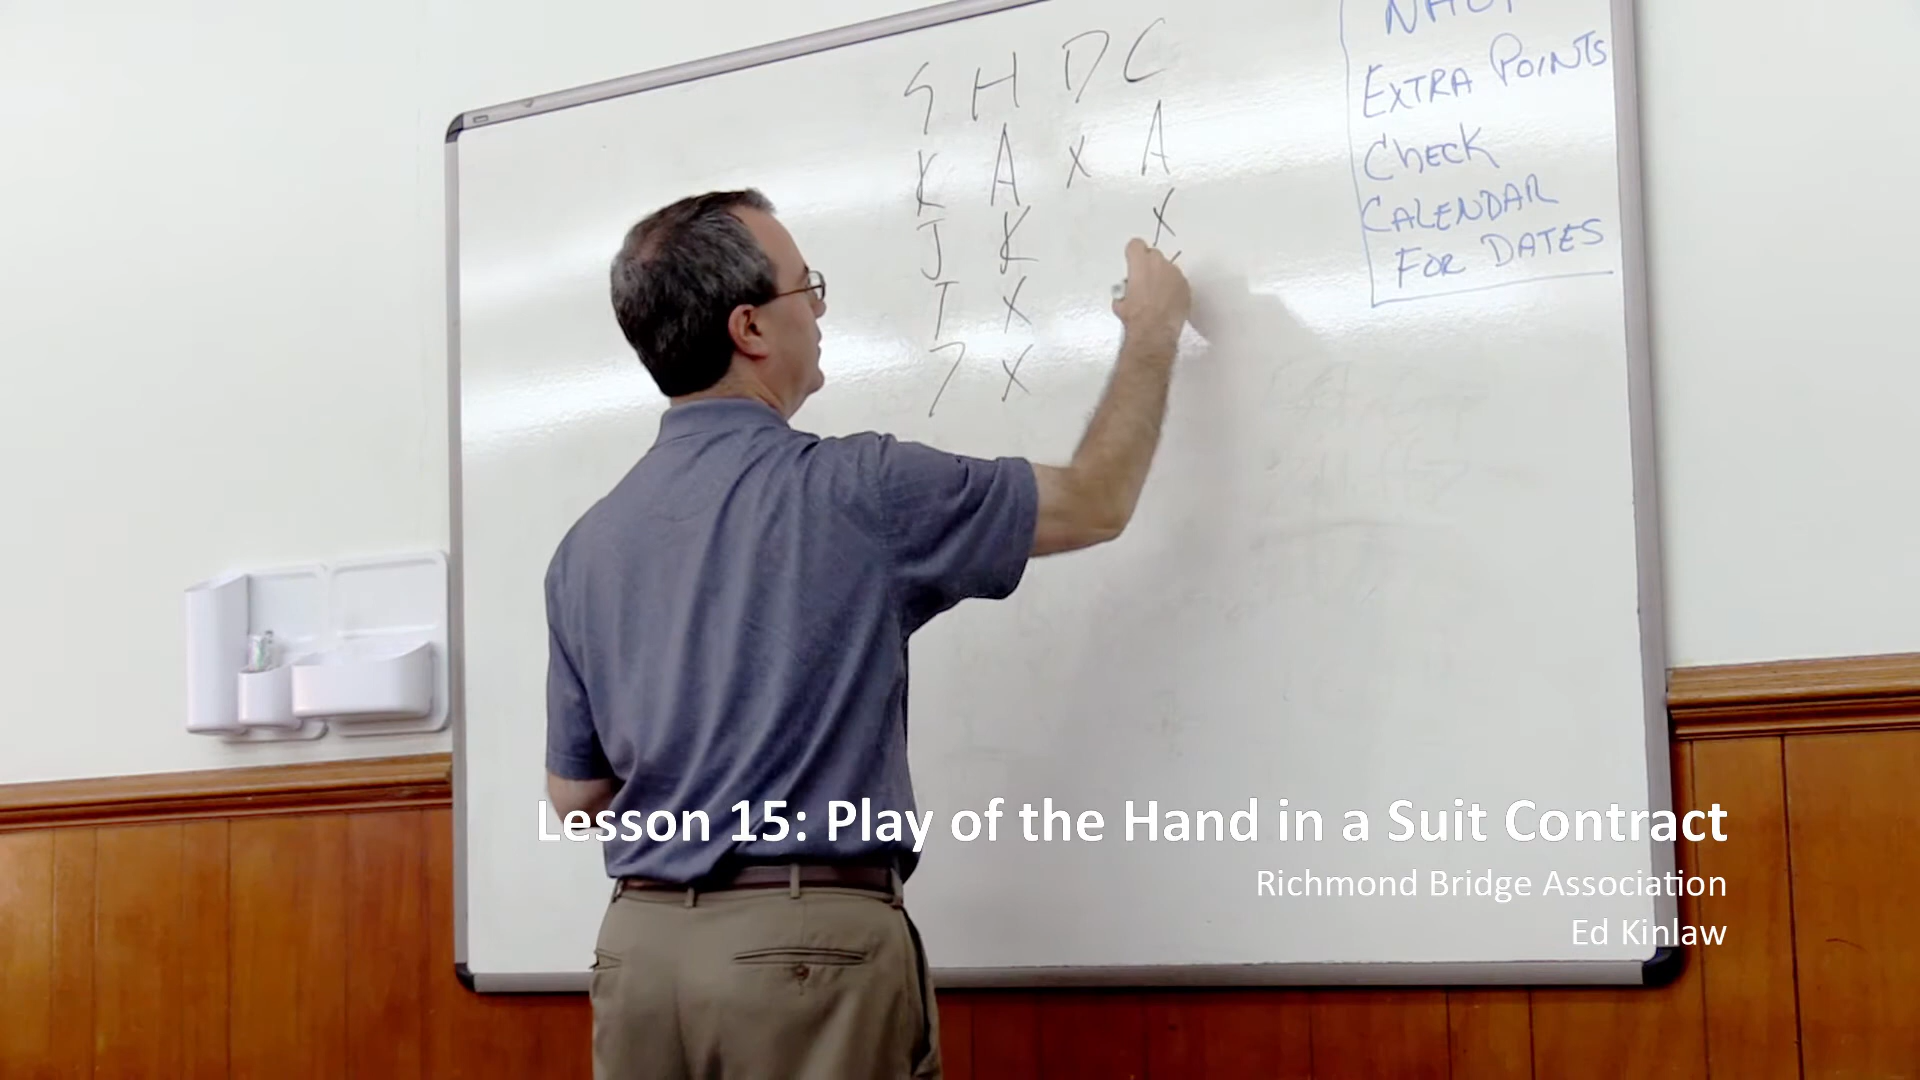 S H D C
K A X A
J K X
T X
7 X
EXTRA POINTS
CHECK
CALENDAR
FOR DATES
Lesson 15: Play of the Hand in a Suit Contract
Richmond Bridge Association
Ed Kinlaw